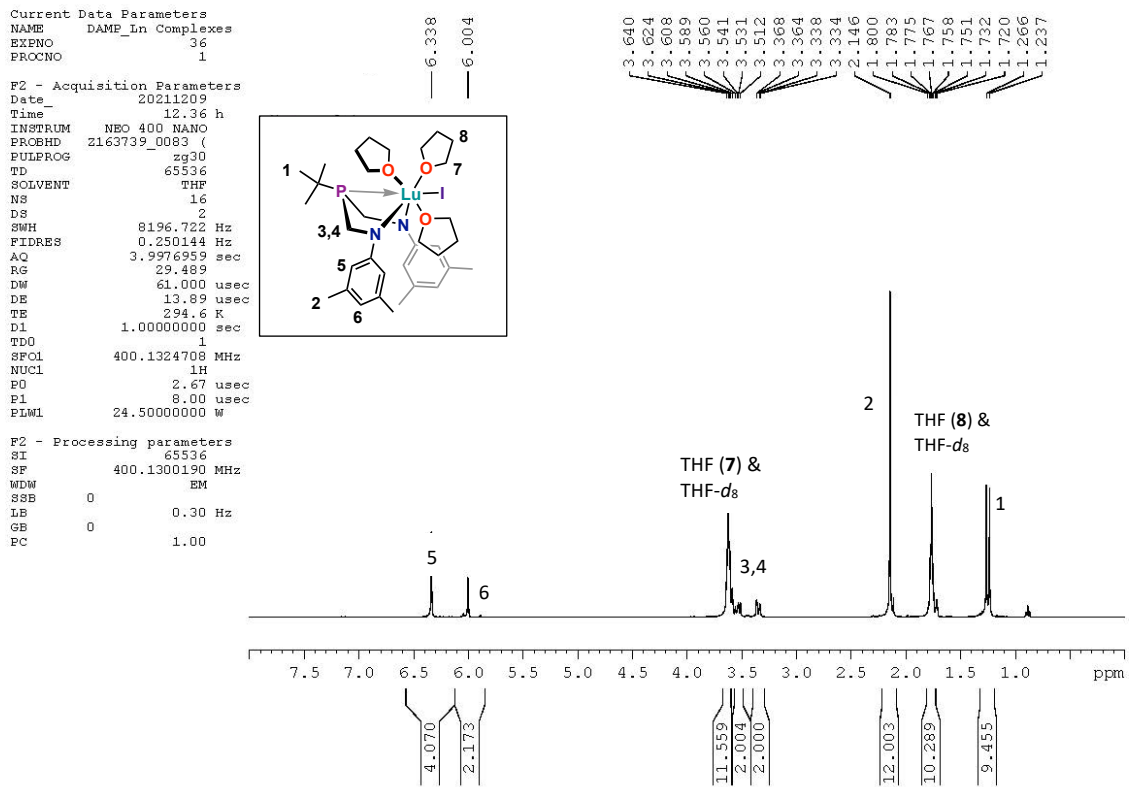 Current Data Parameters
NAME DAMP_Ln Complexes
EXPNO 36
PROCNO 1
F2 - Acquisition Parameters
Date_ 20211209
Time 12.36 h
INSTRUM NEO 400 NANO
PROBHD Z163739_0083 (
PULPROG zg30
TD 65536
SOLVENT THF
NS 16
DS 2
SWH 8196.722 Hz
FIDRES 0.250144 Hz
AQ 3.9976959 sec
RG 29.489
DW 61.000 usec
DE 13.89 usec
TE 294.6 K
D1 1.00000000 sec
TD0 1
SFO1 400.1324708 MHz
NUC1 1H
P0 2.67 usec
P1 8.00 usec
PLW1 24.50000000 W
F2 - Processing parameters
SI 65536
SF 400.1300190 MHz
WDW EM
SSB 0
LB 0.30 Hz
GB 0
PC 1.00
6.338
6.004
3.640
3.624
3.608
3.589
3.560
3.541
3.531
3.512
3.368
3.364
3.338
3.334
2.146
1.800
1.783
1.775
1.767
1.758
1.751
1.732
1.720
1.266
1.237
8
1
O
O
7
P
Lu
I
O
3,4
N
N
5
2
6
2
THF (8) &
THF-d8
THF (7) &
THF-d8
1
5
3,4
6
7.5 7.0 6.5 6.0 5.5 5.0 4.5 4.0 3.5 3.0 2.5 2.0 1.5 1.0 ppm
4.070
2.173
11.559
2.004
2.000
12.003
10.289
9.455